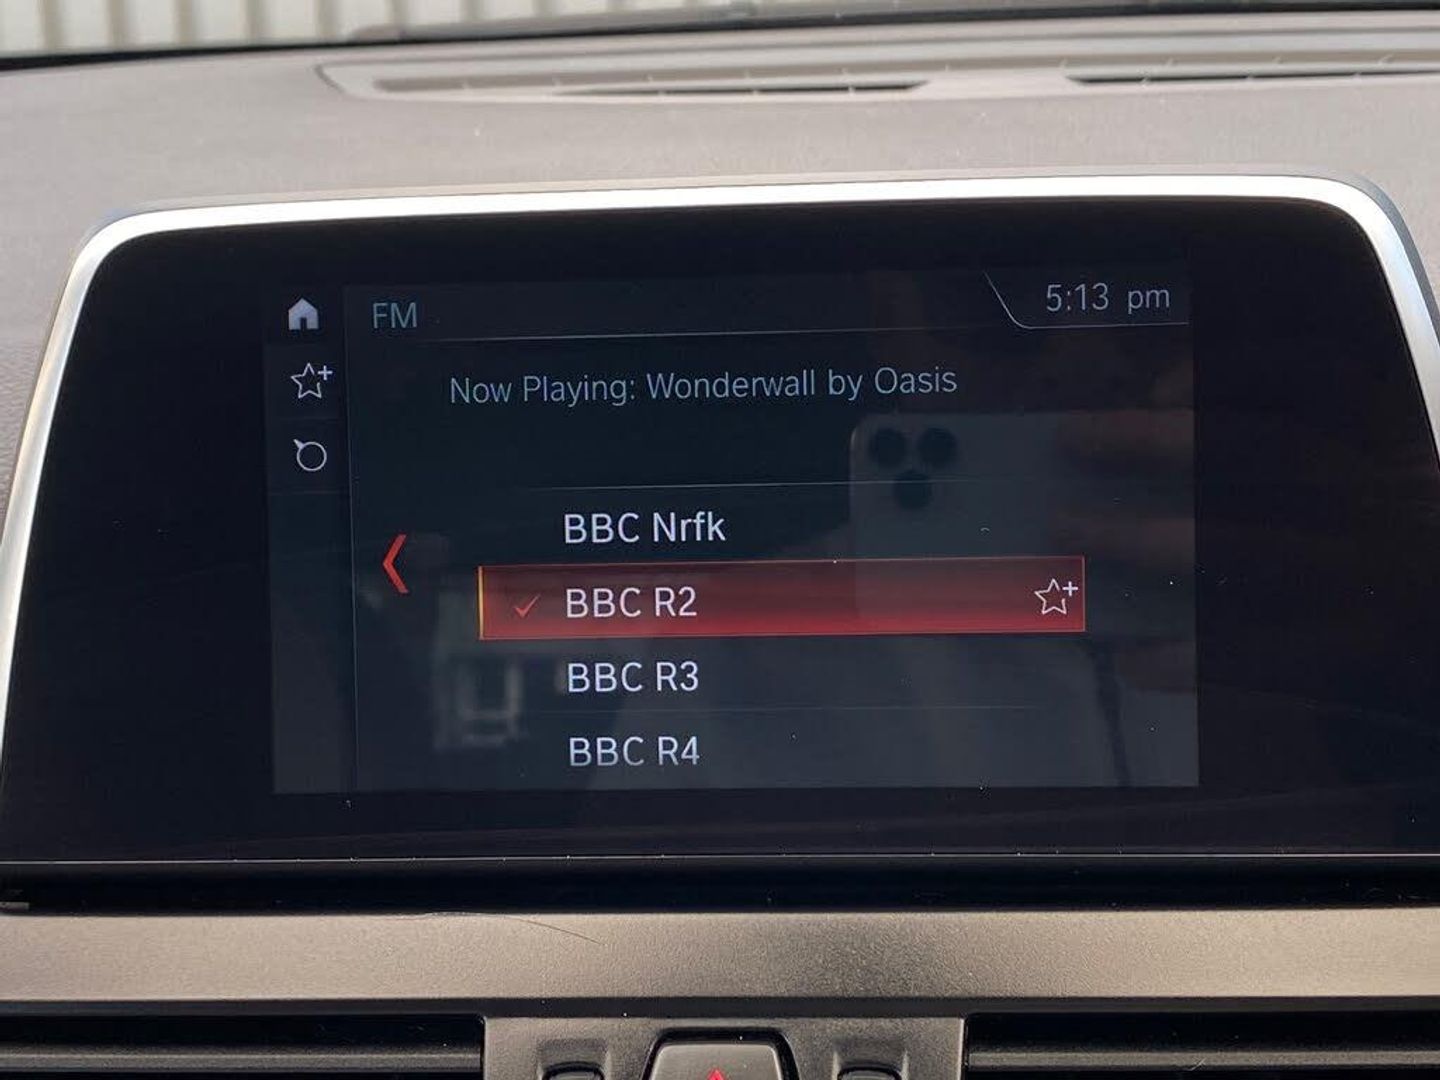 FM
5:13 pm
Now Playing: Wonderwall by Oasis
BBC Nrfk
BBC R2
BBC R3
BBC R4